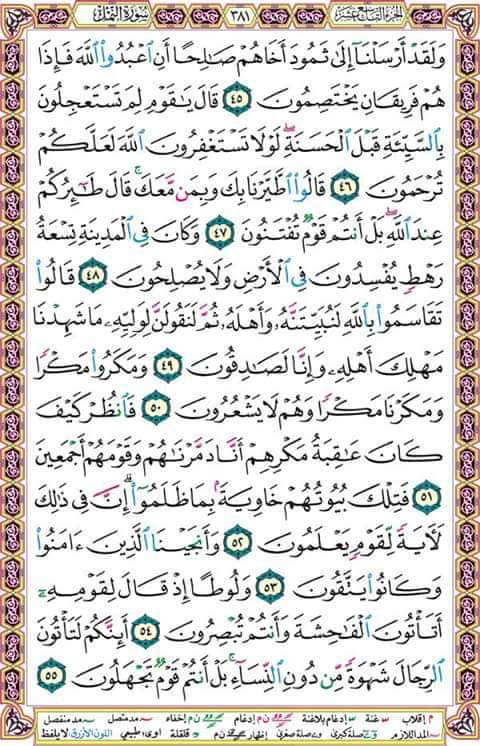 الجزء التاسع عشر ٣٨١ سورة النمل
وَلَقَدْ أَرْسَلْنَآ إِلَىٰ ثَمُودَ أَخَاهُمْ صَـٰلِحًا أَنِ ٱعْبُدُوا۟ ٱللَّهَ فَإِذَا
هُمْ فَرِيقَانِ يَخْتَصِمُونَ ٤٥ قَالَ يَـٰقَوْمِ لِمَ تَسْتَعْجِلُونَ
بِٱلسَّيِّئَةِ قَبْلَ ٱلْحَسَنَةِ ۖ لَوْلَا تَسْتَغْفِرُونَ ٱللَّهَ لَعَلَّكُمْ
تُرْحَمُونَ ٤٦ قَالُوا۟ ٱطَّيَّرْنَا بِكَ وَبِمَن مَّعَكَ ۚ قَالَ طَـٰٓئِرُكُمْ
عِندَ ٱللَّهِ ۖ بَلْ أَنتُمْ قَوْمٌ تُفْتَنُونَ ٤٧ وَكَانَ فِى ٱلْمَدِينَةِ تِسْعَةُ
رَهْطٍ يُفْسِدُونَ فِى ٱلْأَرْضِ وَلَا يُصْلِحُونَ ٤٨ قَالُوا۟
تَقَاسَمُوا۟ بِٱللَّهِ لَنُبَيِّتَنَّهُۥ وَأَهْلَهُۥ ثُمَّ لَنَقُولَنَّ لِوَلِيِّهِۦ مَا شَهِدْنَا
مَهْلِكَ أَهْلِهِۦ وَإِنَّا لَصَـٰدِقُونَ ٤٩ وَمَكَرُوا۟ مَكْرًا
وَمَكَرْنَا مَكْرًا وَهُمْ لَا يَشْعُرُونَ ٥٠ فَٱنظُرْ كَيْفَ
كَانَ عَـٰقِبَةُ مَكْرِهِمْ أَنَّا دَمَّرْنَـٰهُمْ وَقَوْمَهُمْ أَجْمَعِينَ
٥١ فَتِلْكَ بُيُوتُهُمْ خَاوِيَةًۢ بِمَا ظَلَمُوٓا۟ ۗ إِنَّ فِى ذَٰلِكَ
لَـَٔايَةً لِّقَوْمٍ يَعْلَمُونَ ٥٢ وَأَنجَيْنَا ٱلَّذِينَ ءَامَنُوا۟
وَكَانُوا۟ يَتَّقُونَ ٥٣ وَلُوطًا إِذْ قَالَ لِقَوْمِهِۦٓ
أَتَأْتُونَ ٱلْفَـٰحِشَةَ وَأَنتُمْ تُبْصِرُونَ ٥٤ أَئِنَّكُمْ لَتَأْتُونَ
ٱلرِّجَالَ شَهْوَةً مِّن دُونِ ٱلنِّسَآءِ ۚ بَلْ أَنتُمْ قَوْمٌ تَجْهَلُونَ ٥٥
م إقلاب غنة إدغام بلاغنة ن م إدغام ن م إخفاء مد متصل مد منفصل
المد اللازم صلة كبرى صلة صغرى إظهار ن م قلقلة اوى: طبيعي اللون الأزرق لا يلفظ